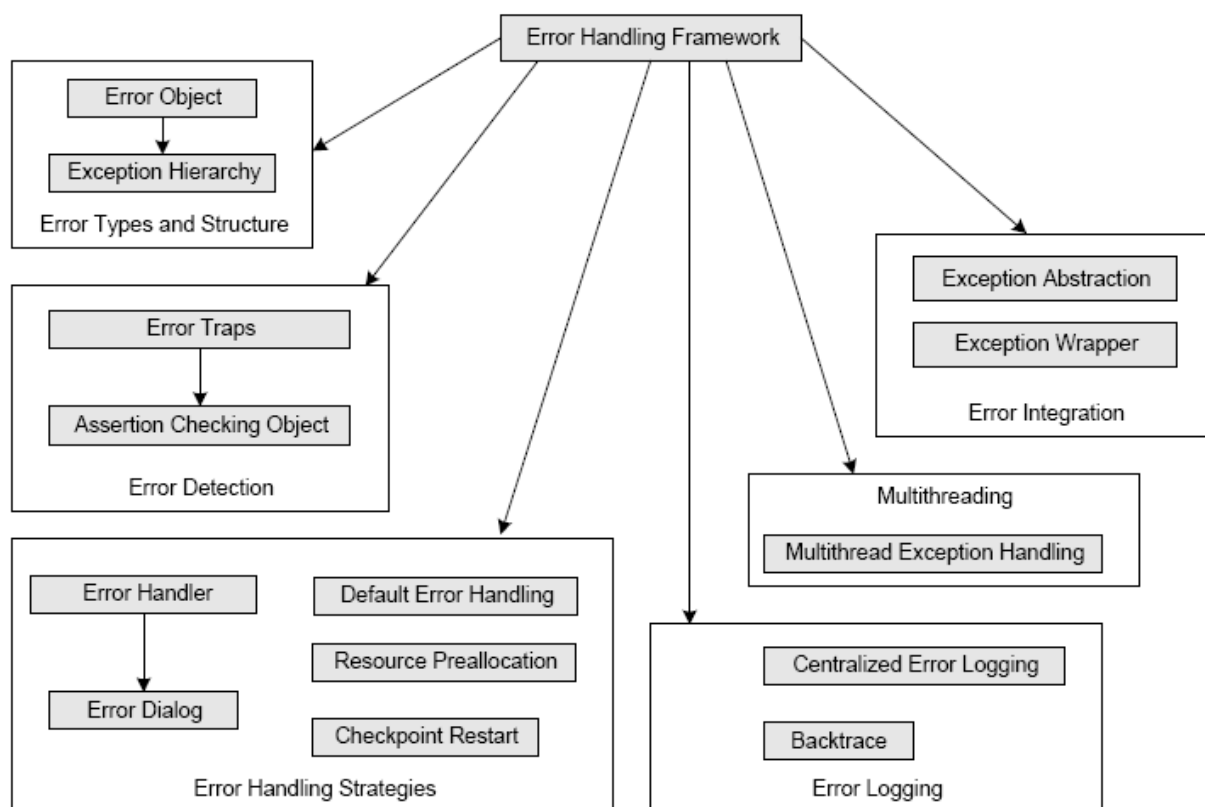 Error Handling Framework
Error Object
Exception Hierarchy
Error Types and Structure
Error Traps
Assertion Checking Object
Error Detection
Error Handler
Error Dialog
Default Error Handling
Resource Preallocation
Checkpoint Restart
Error Handling Strategies
Exception Abstraction
Exception Wrapper
Error Integration
Multithreading
Multithread Exception Handling
Centralized Error Logging
Backtrace
Error Logging